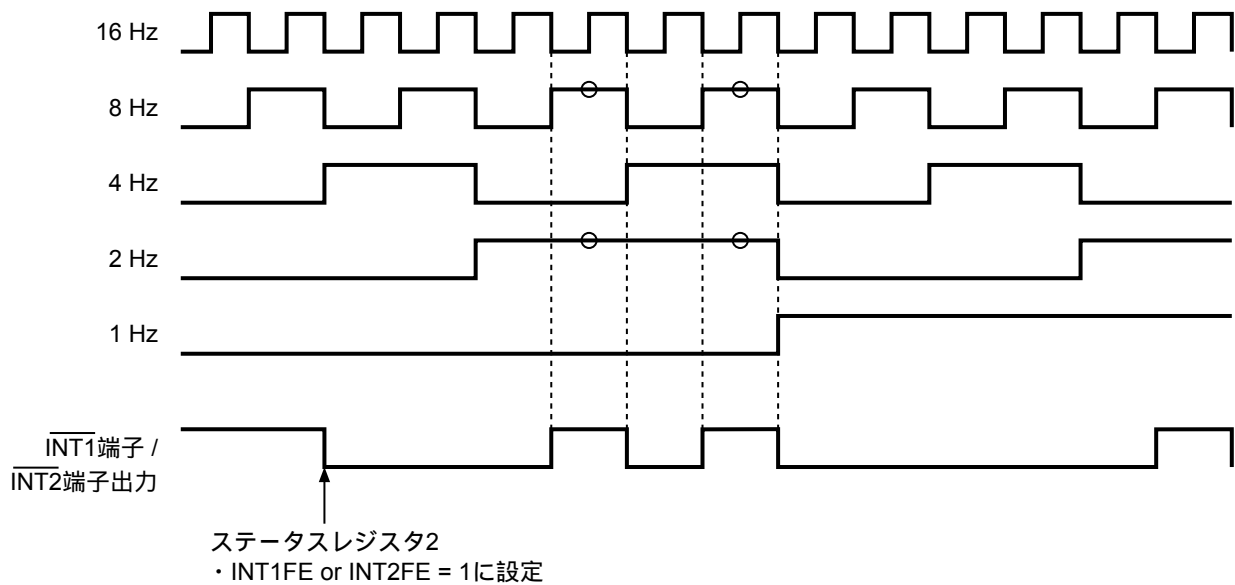 16 Hz
8 Hz
4 Hz
2 Hz
1 Hz
INT1端子 /
INT2端子出力
ステータスレジスタ2
・INT1FE or INT2FE = 1に設定